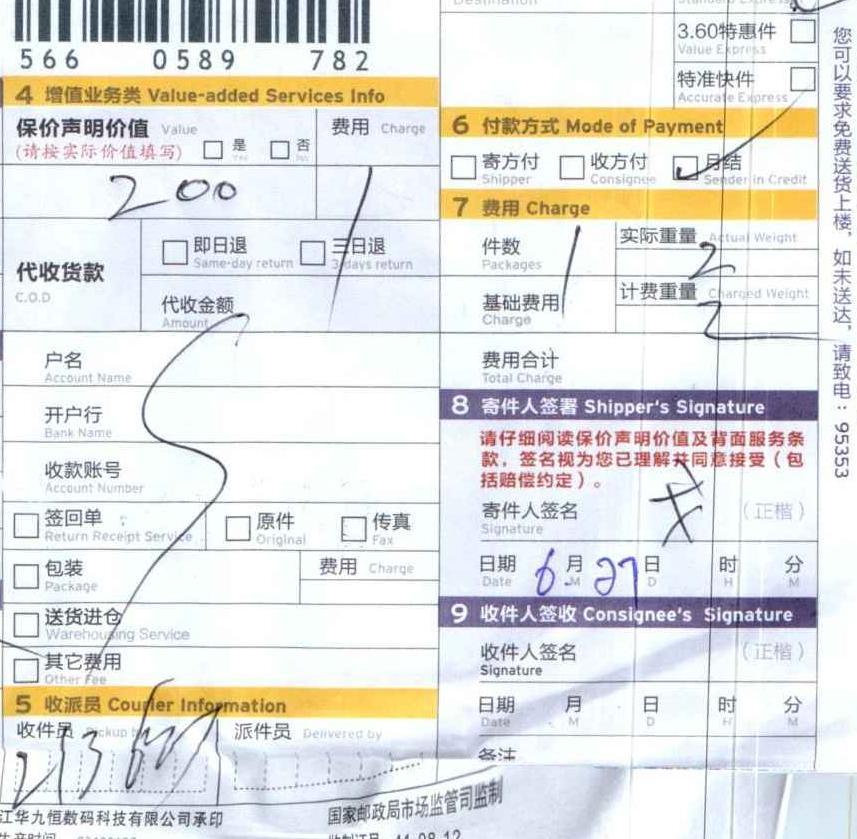 566 0589 782
4 增值业务类 Value-added Services Info
保价声明价值 Value
(请按实际价值填写) 是 Yes 否 No
费用 Charge
200
代收货款
C.O.D
即日退
Same-day return
三日退
3 days return
代收金额
Amount
户名
Account Name
开户行
Bank Name
收款账号
Account Number
签回单
Return Receipt Service
原件
Original
传真
Fax
包装
Package
费用 Charge
送货进仓
Warehousing Service
其它费用
Other Fee
5 收派员 Courier Information
收件员 Pickup by
派件员 Delivered by
江华九恒数码科技有限公司承印
国家邮政局市场监管司监制
Destination
3.60特惠件
Value Express
特准快件
Accurate Express
6 付款方式 Mode of Payment
寄方付
Shipper
收方付
Consignee
月结
Sender in Credit
7 费用 Charge
件数
Packages
1
实际重量 Actual Weight
2
基础费用
Charge
计费重量 Charged Weight
2
费用合计
Total Charge
8 寄件人签署 Shipper's Signature
请仔细阅读保价声明价值及背面服务条
款，签名视为您已理解并同意接受（包
括赔偿约定）。
寄件人签名
Signature
（正楷）
日期 6 月 27 日 时 分
Date M D H M
9 收件人签收 Consignee's Signature
收件人签名
Signature
（正楷）
日期 月 日 时 分
Date M D H M
备注
您可以要求免费送货上楼，如未送达，请致电：95353